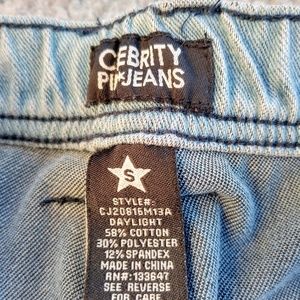 CEBRITY
PINK JEANS
S
STYLE#:
CJ20816M13A
DAYLIGHT
58% COTTON
30% POLYESTER
12% SPANDEX
MADE IN CHINA
RN#:133647
SEE REVERSE
FOR CARE